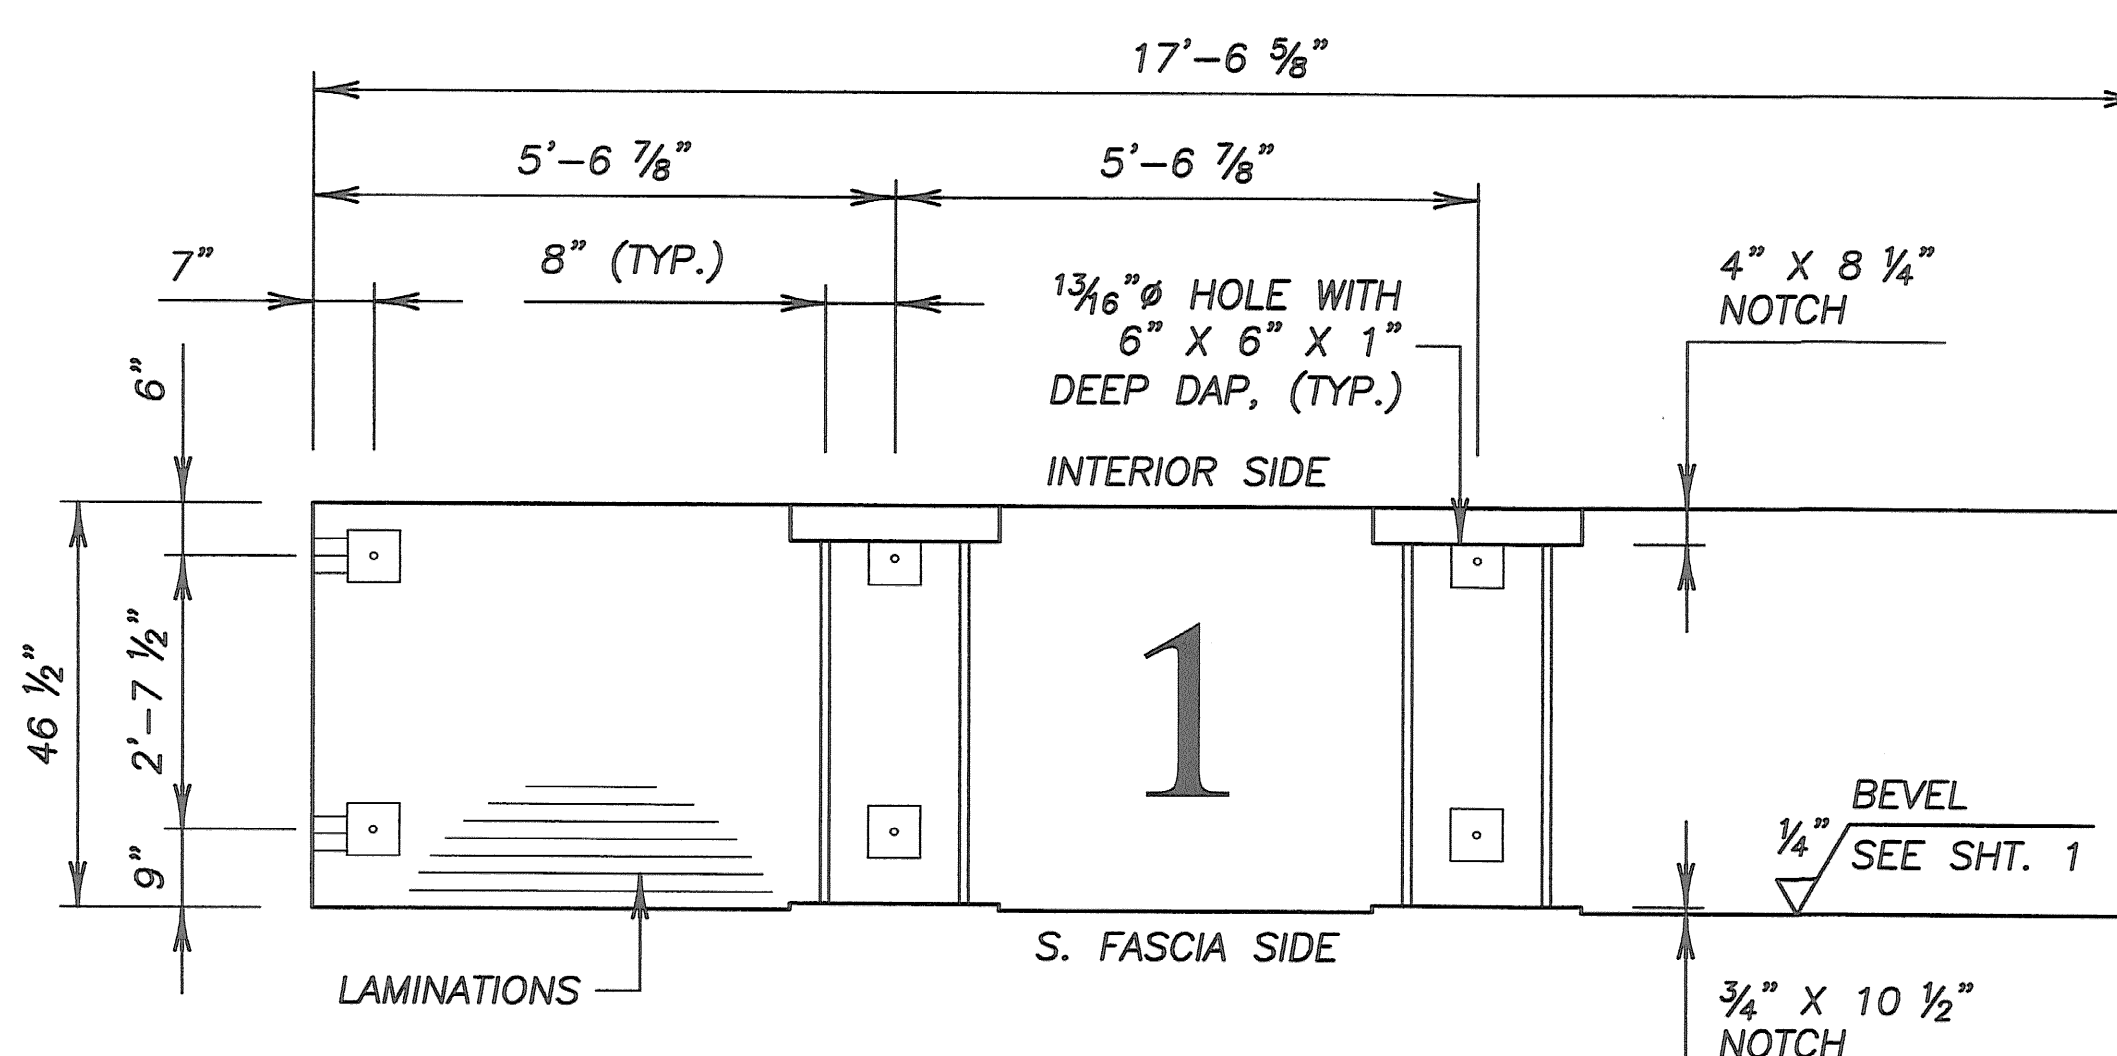 17'-6 5/8"
5'-6 7/8"
5'-6 7/8"
7"
8" (TYP.)
13/16"ø HOLE WITH
6" X 6" X 1"
DEEP DAP, (TYP.)
4" X 8 1/4"
NOTCH
6"
INTERIOR SIDE
46 1/2"
2'-7 1/2"
1
9"
1/4"
BEVEL
SEE SHT. 1
S. FASCIA SIDE
LAMINATIONS
3/4" X 10 1/2"
NOTCH